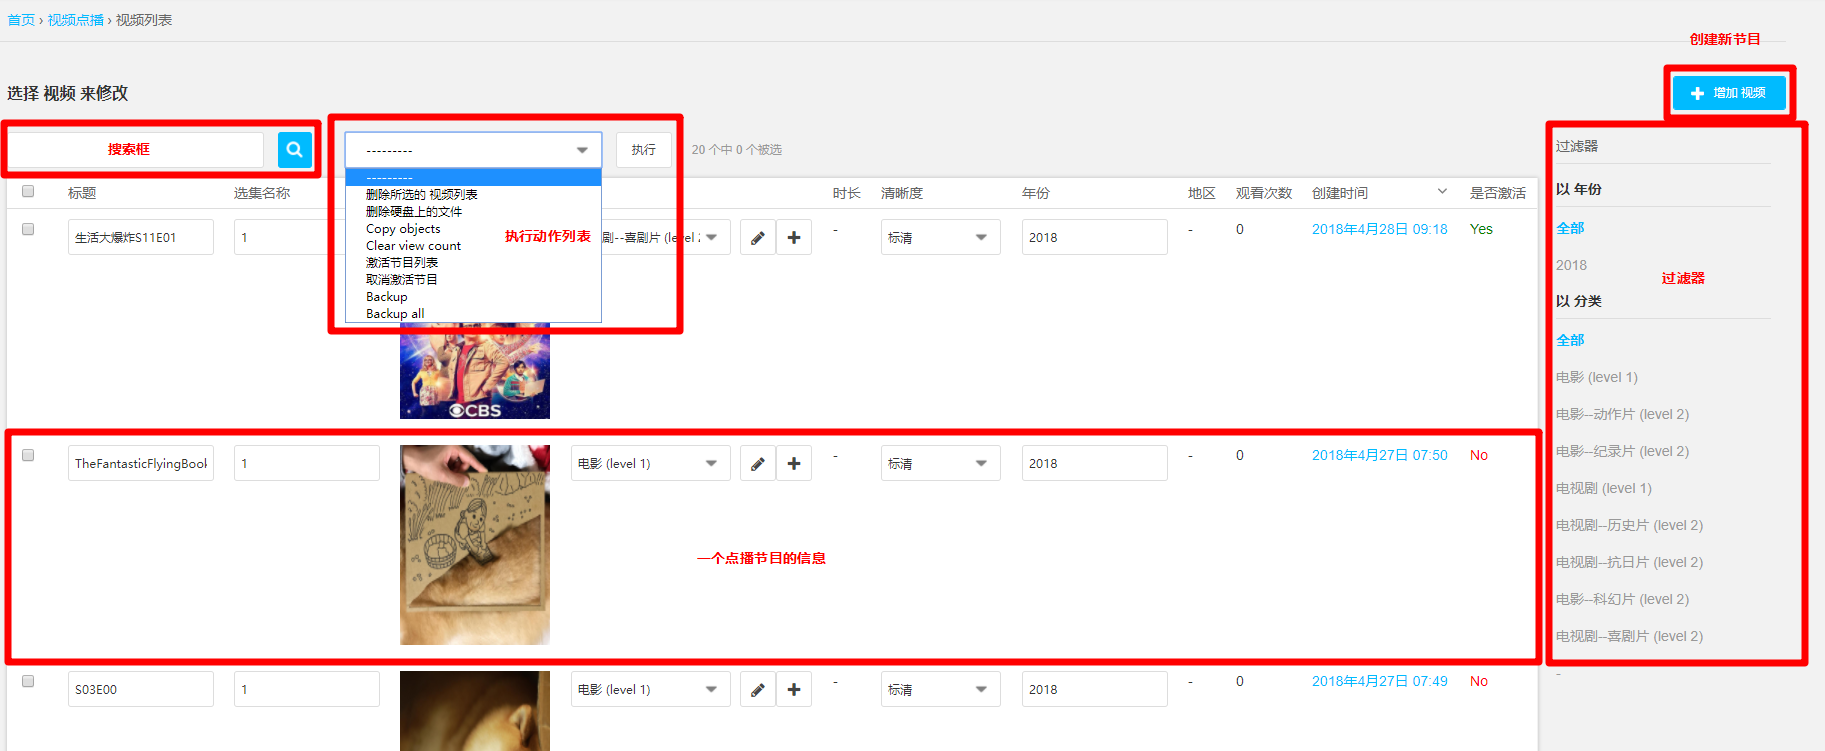 首页 › 视频点播 › 视频列表
创建新节目
选择 视频 来修改
增加 视频
搜索框
---------
执行
20 个中 0 个被选
---------
删除所选的 视频列表
删除硬盘上的文件
Copy objects
Clear view count
激活节目列表
取消激活节目
Backup
Backup all
执行动作列表
标题 选集名称 时长 清晰度 年份 地区 观看次数 创建时间 是否激活
生活大爆炸S11E01 1 剧--喜剧片 (level - 标清 2018 - 0 2018年4月28日 09:18 Yes
CBS
TheFantasticFlyingBook 1 电影 (level 1) - 标清 2018 - 0 2018年4月27日 07:50 No
一个点播节目的信息
S03E00 1 电影 (level 1) - 标清 2018 - 0 2018年4月27日 07:49 No
过滤器
以 年份
全部
2018
过滤器
以 分类
全部
电影 (level 1)
电影--动作片 (level 2)
电影--纪录片 (level 2)
电视剧 (level 1)
电视剧--历史片 (level 2)
电视剧--抗日片 (level 2)
电影--科幻片 (level 2)
电视剧--喜剧片 (level 2)
-